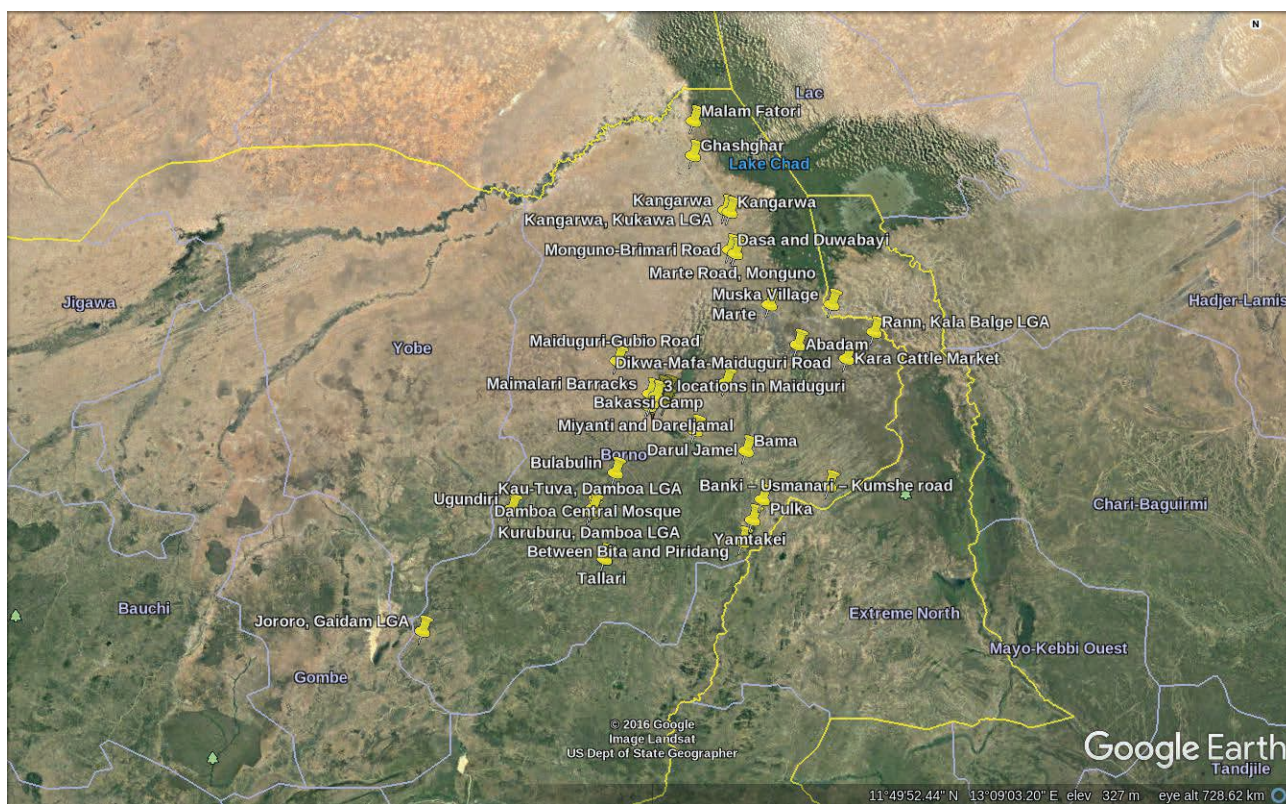 N
Lac
Malam Fatori
Ghashghar
Lake Chad
Kangarwa
Kangarwa
Kangarwa, Kukawa LGA
Dasa and Duwabayi
Monguno-Brimari Road
Marte Road, Monguno
Jigawa
Muska Village
Hadjer-Lamis
Marte
Rann, Kala Balge LGA
Maiduguri-Gubio Road
Abadam
Yobe
Dikwa-Mafa-Maiduguri Road
Kara Cattle Market
Maimalari Barracks
3 locations in Maiduguri
Bakassi Camp
Miyanti and Dareljamal
Bama
Darul Jamel
Borno
Bulabulin
Kau-Tuva, Damboa LGA
Banki – Usmanari – Kumshe road
Ugundiri
Damboa Central Mosque
Pulka
Chari-Baguirmi
Kuruburu, Damboa LGA
Yamtakei
Between Bita and Piridang
Tallari
Bauchi
Jororo, Gaidam LGA
Extreme North
Mayo-Kebbi Ouest
Gombe
© 2016 Google
Image Landsat
US Dept of State Geographer
Google Earth
Tandjile
11°49'52.44" N 13°09'03.20" E elev 327 m eye alt 728.62 km